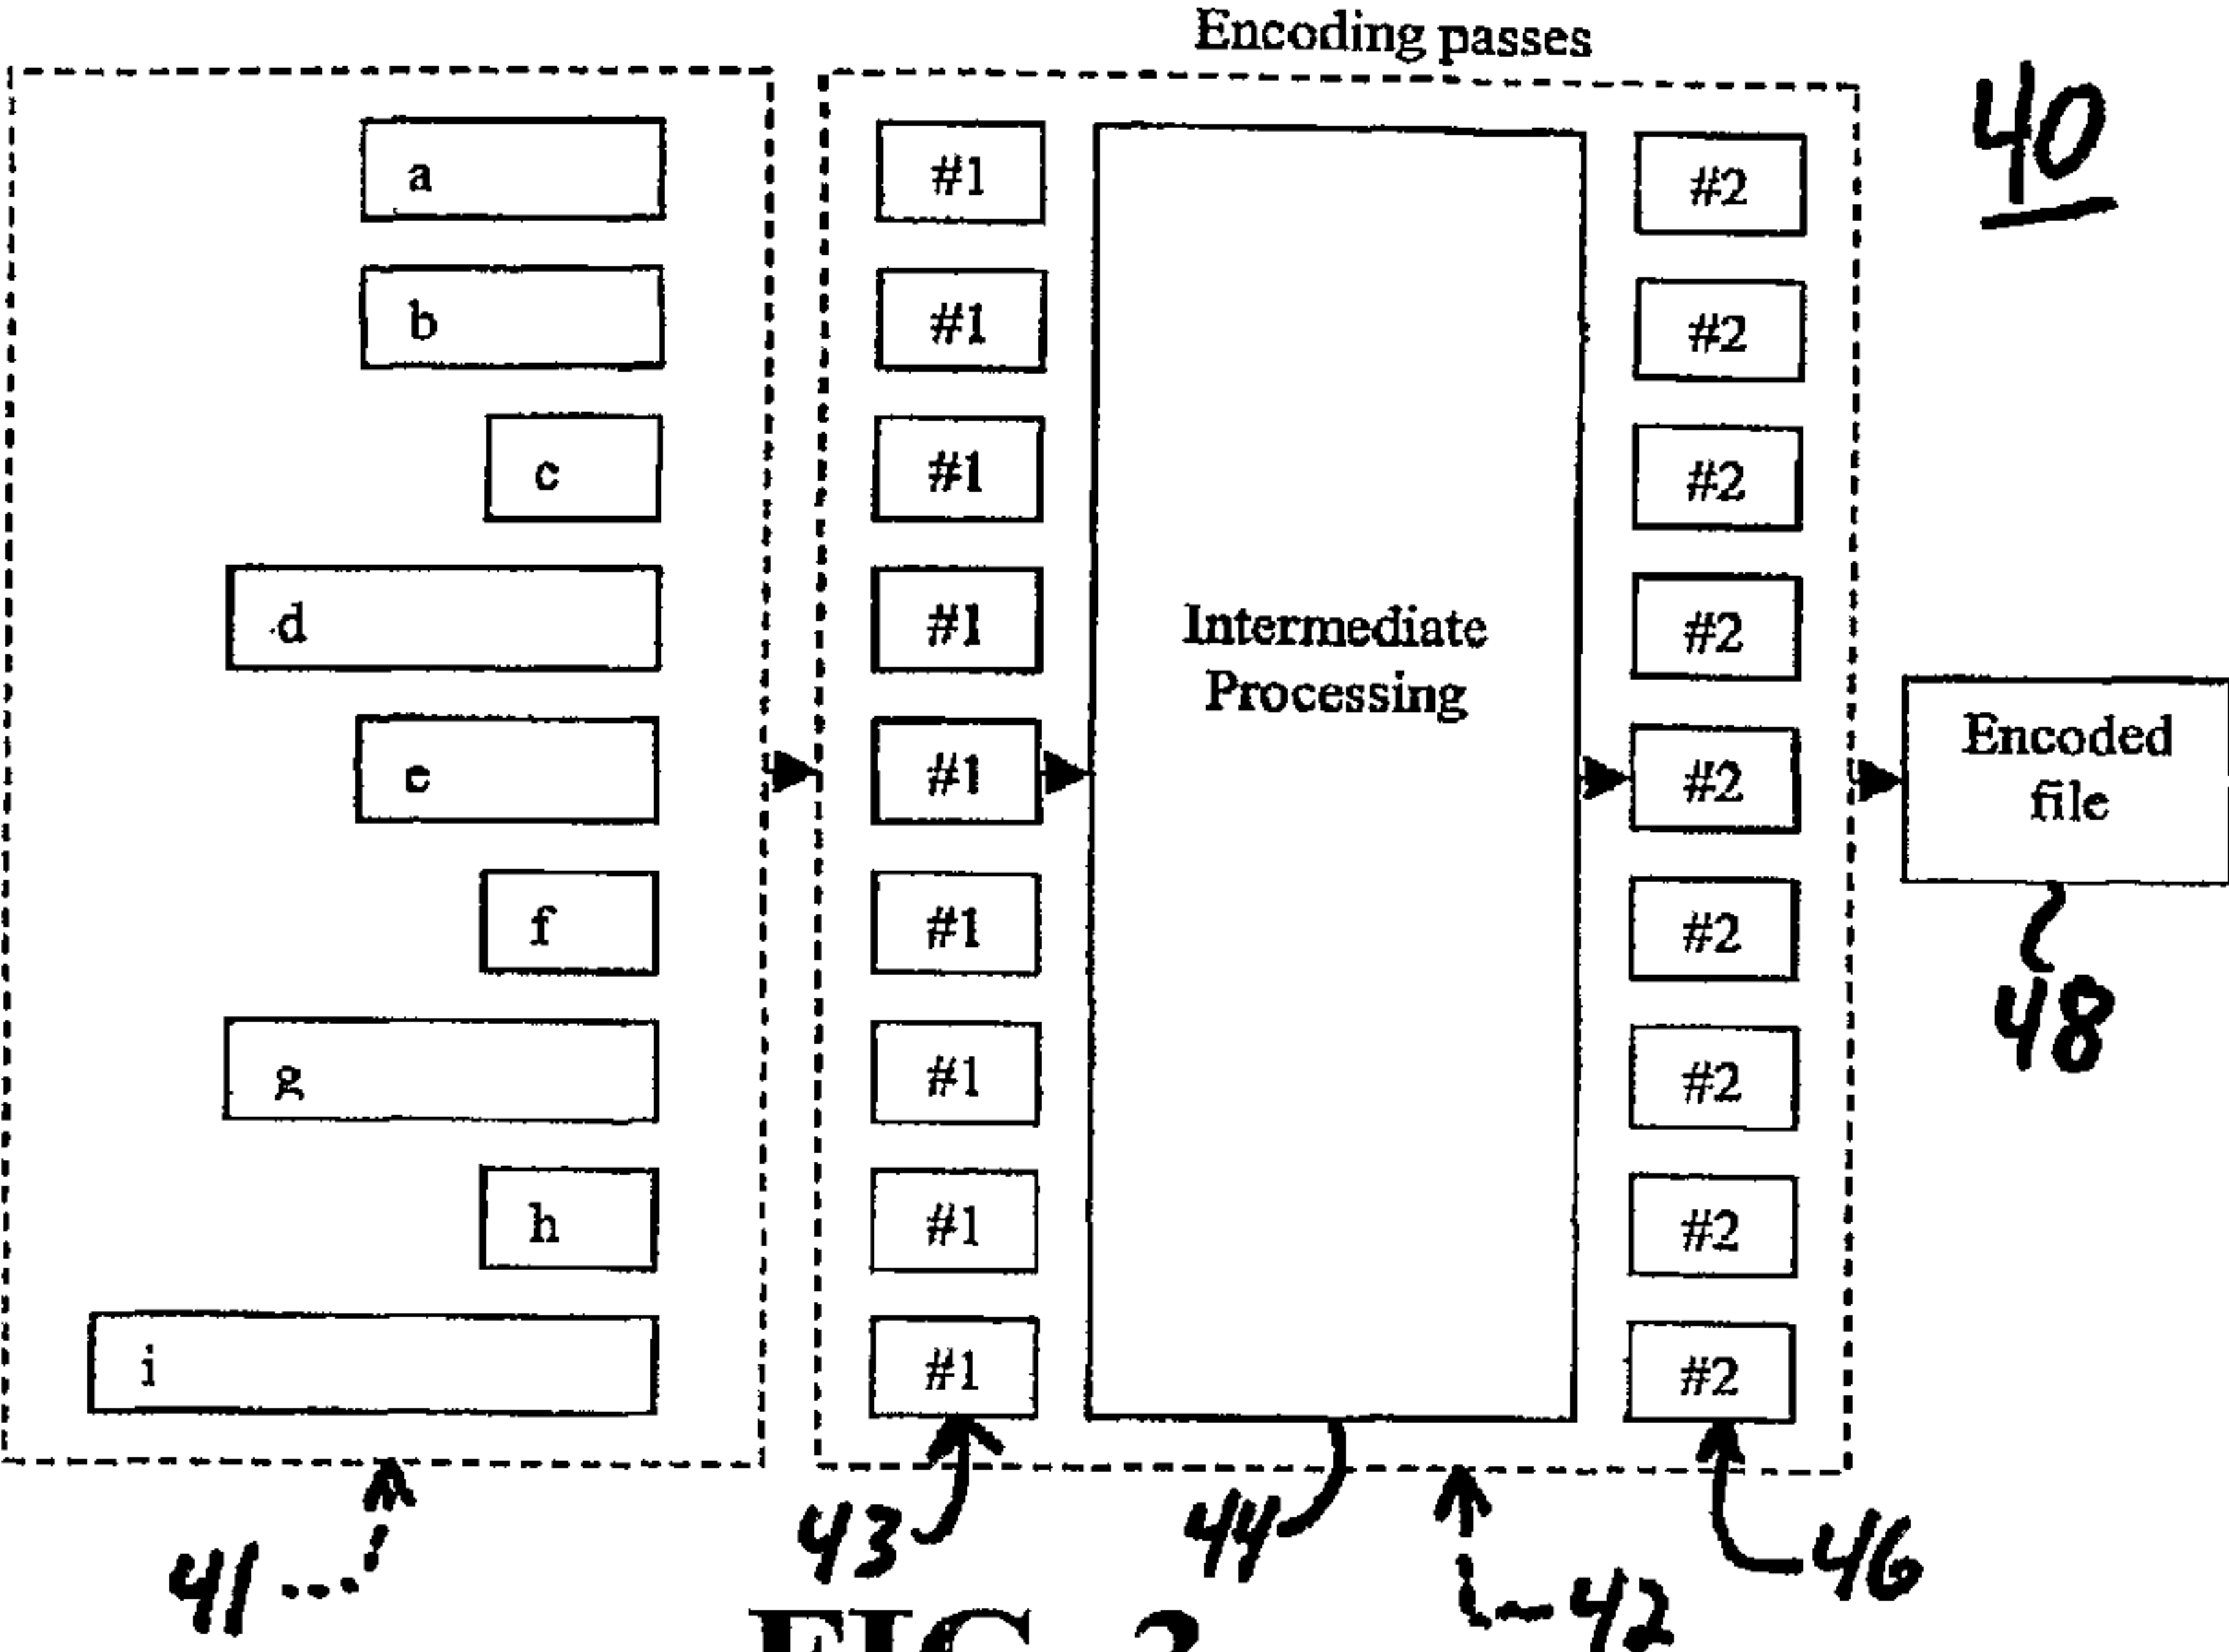 Encoding passes
40
a #1 #2
b #1 #2
c #1 #2
d #1 #2
Intermediate
Processing
e #1 #2
Encoded
file
f #1 #2
48
g #1 #2
h #1 #2
i #1 #2
41
43
44
42
46
FIG.